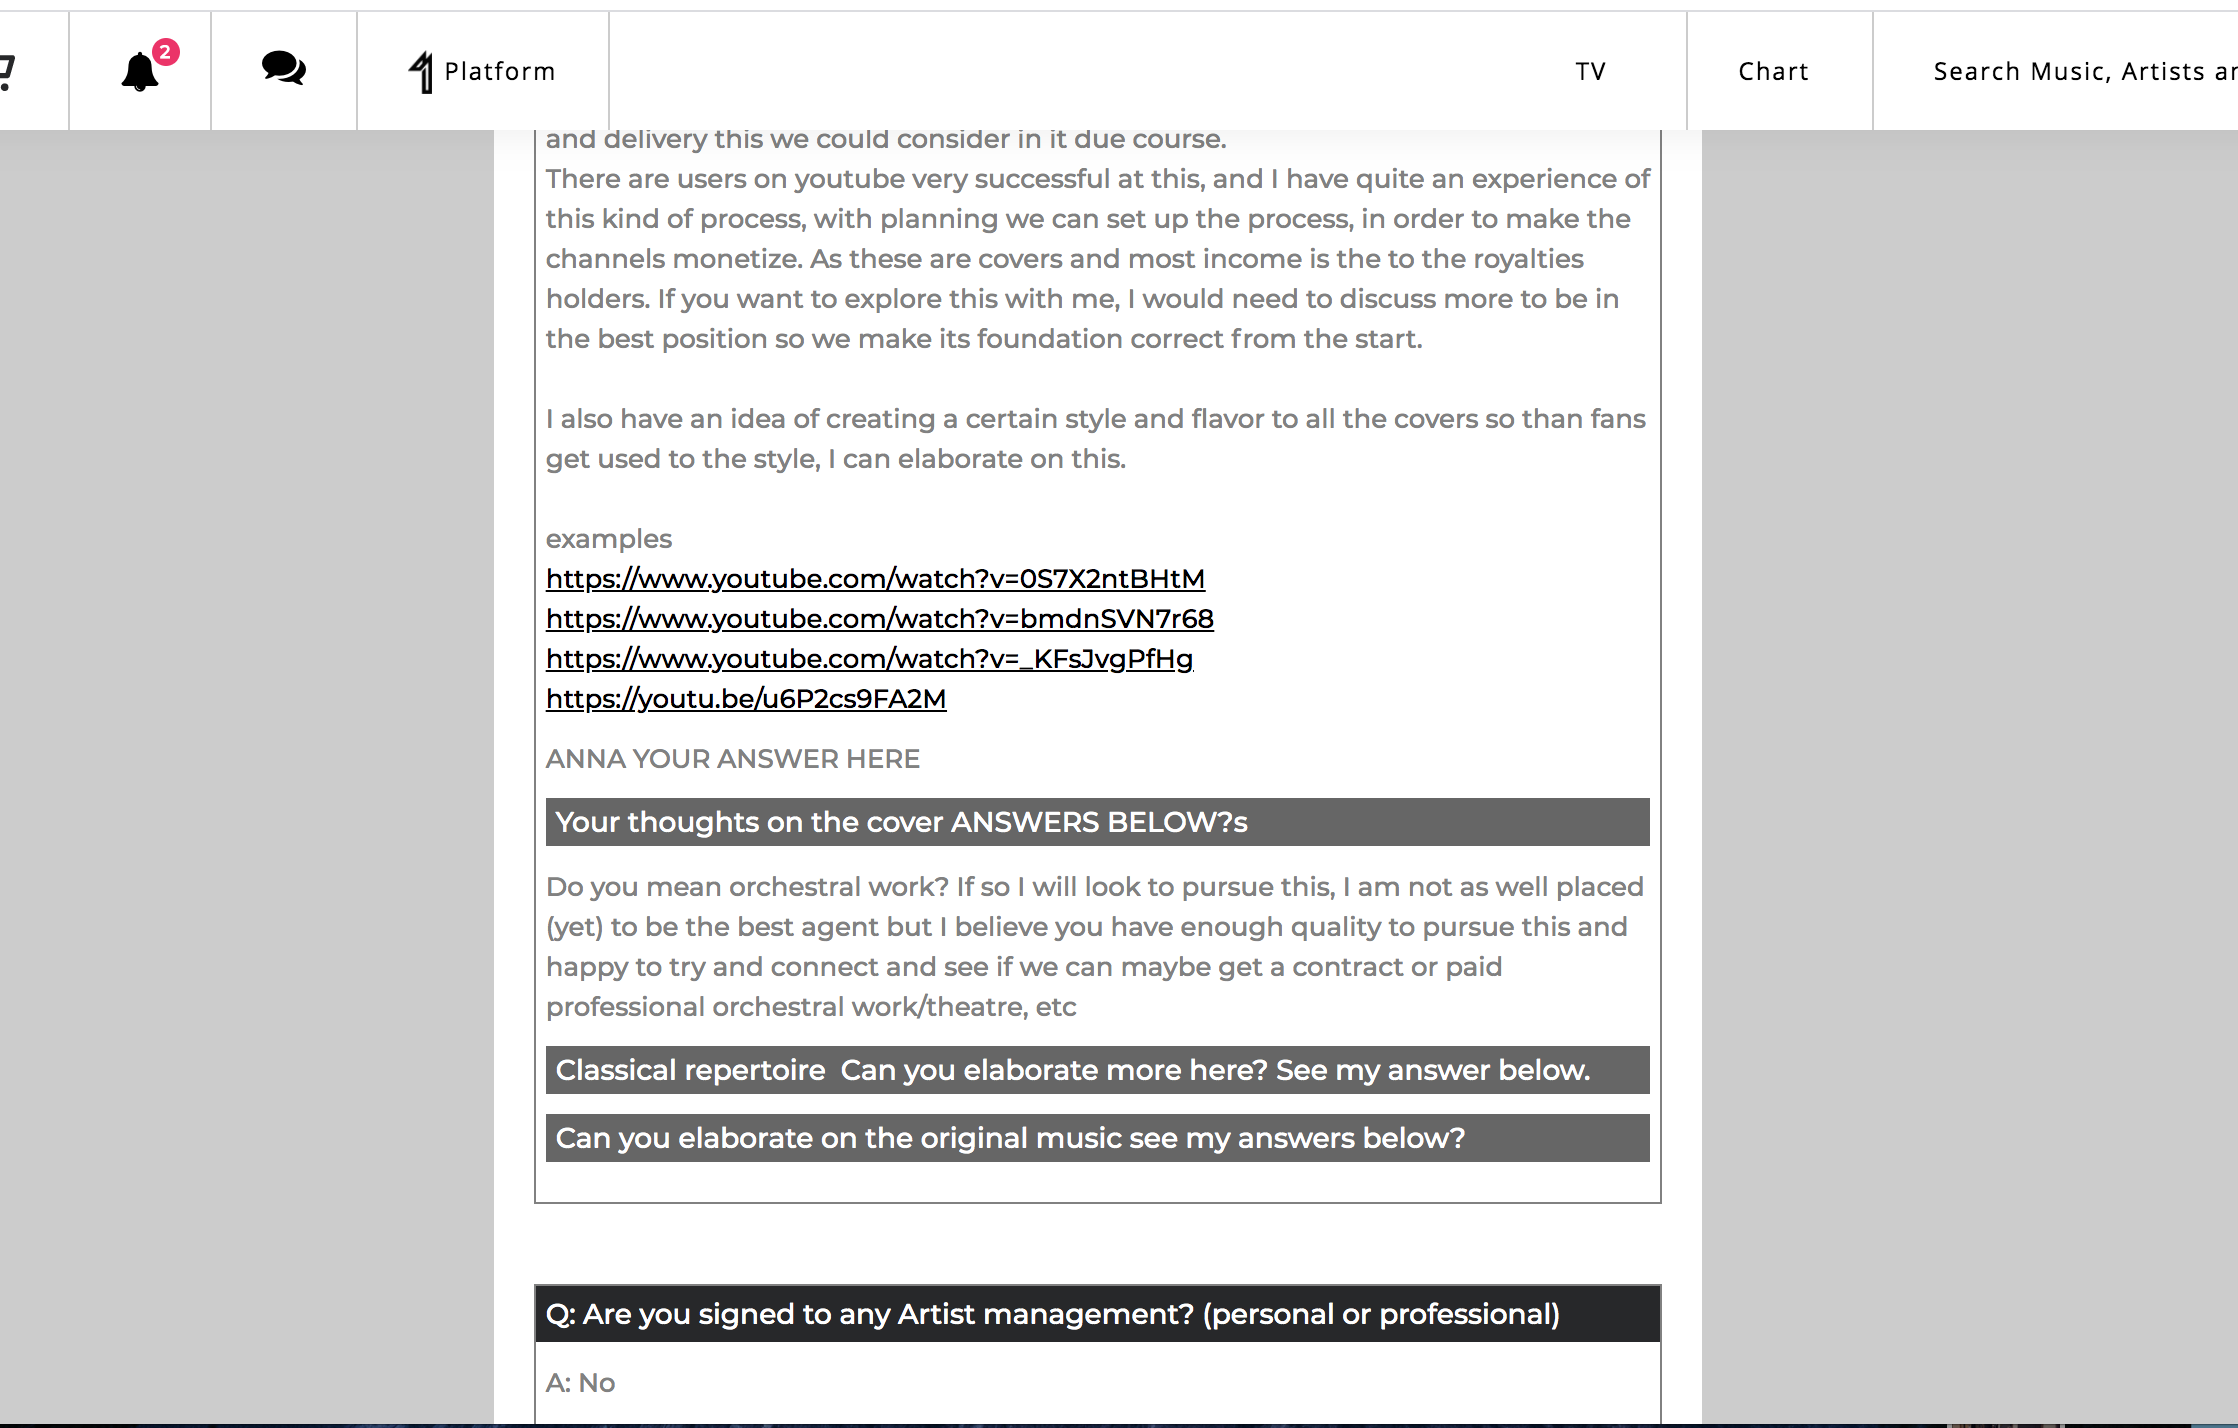 2
Platform
TV
Chart
Search Music, Artists
and delivery this we could consider in it due course.
There are users on youtube very successful at this, and I have quite an experience of
this kind of process, with planning we can set up the process, in order to make the
channels monetize. As these are covers and most income is the to the royalties
holders. If you want to explore this with me, I would need to discuss more to be in
the best position so we make its foundation correct from the start.
I also have an idea of creating a certain style and flavor to all the covers so than fans
get used to the style, I can elaborate on this.
examples
https://www.youtube.com/watch?v=0S7X2ntBHtM
https://www.youtube.com/watch?v=bmdnSVN7r68
https://www.youtube.com/watch?v=_KFsJvgPfHg
https://youtu.be/u6P2cs9FA2M
ANNA YOUR ANSWER HERE
Your thoughts on the cover ANSWERS BELOW?s
Do you mean orchestral work? If so I will look to pursue this, I am not as well placed
(yet) to be the best agent but I believe you have enough quality to pursue this and
happy to try and connect and see if we can maybe get a contract or paid
professional orchestral work/theatre, etc
Classical repertoire  Can you elaborate more here? See my answer below.
Can you elaborate on the original music see my answers below?
Q: Are you signed to any Artist management? (personal or professional)
A: No